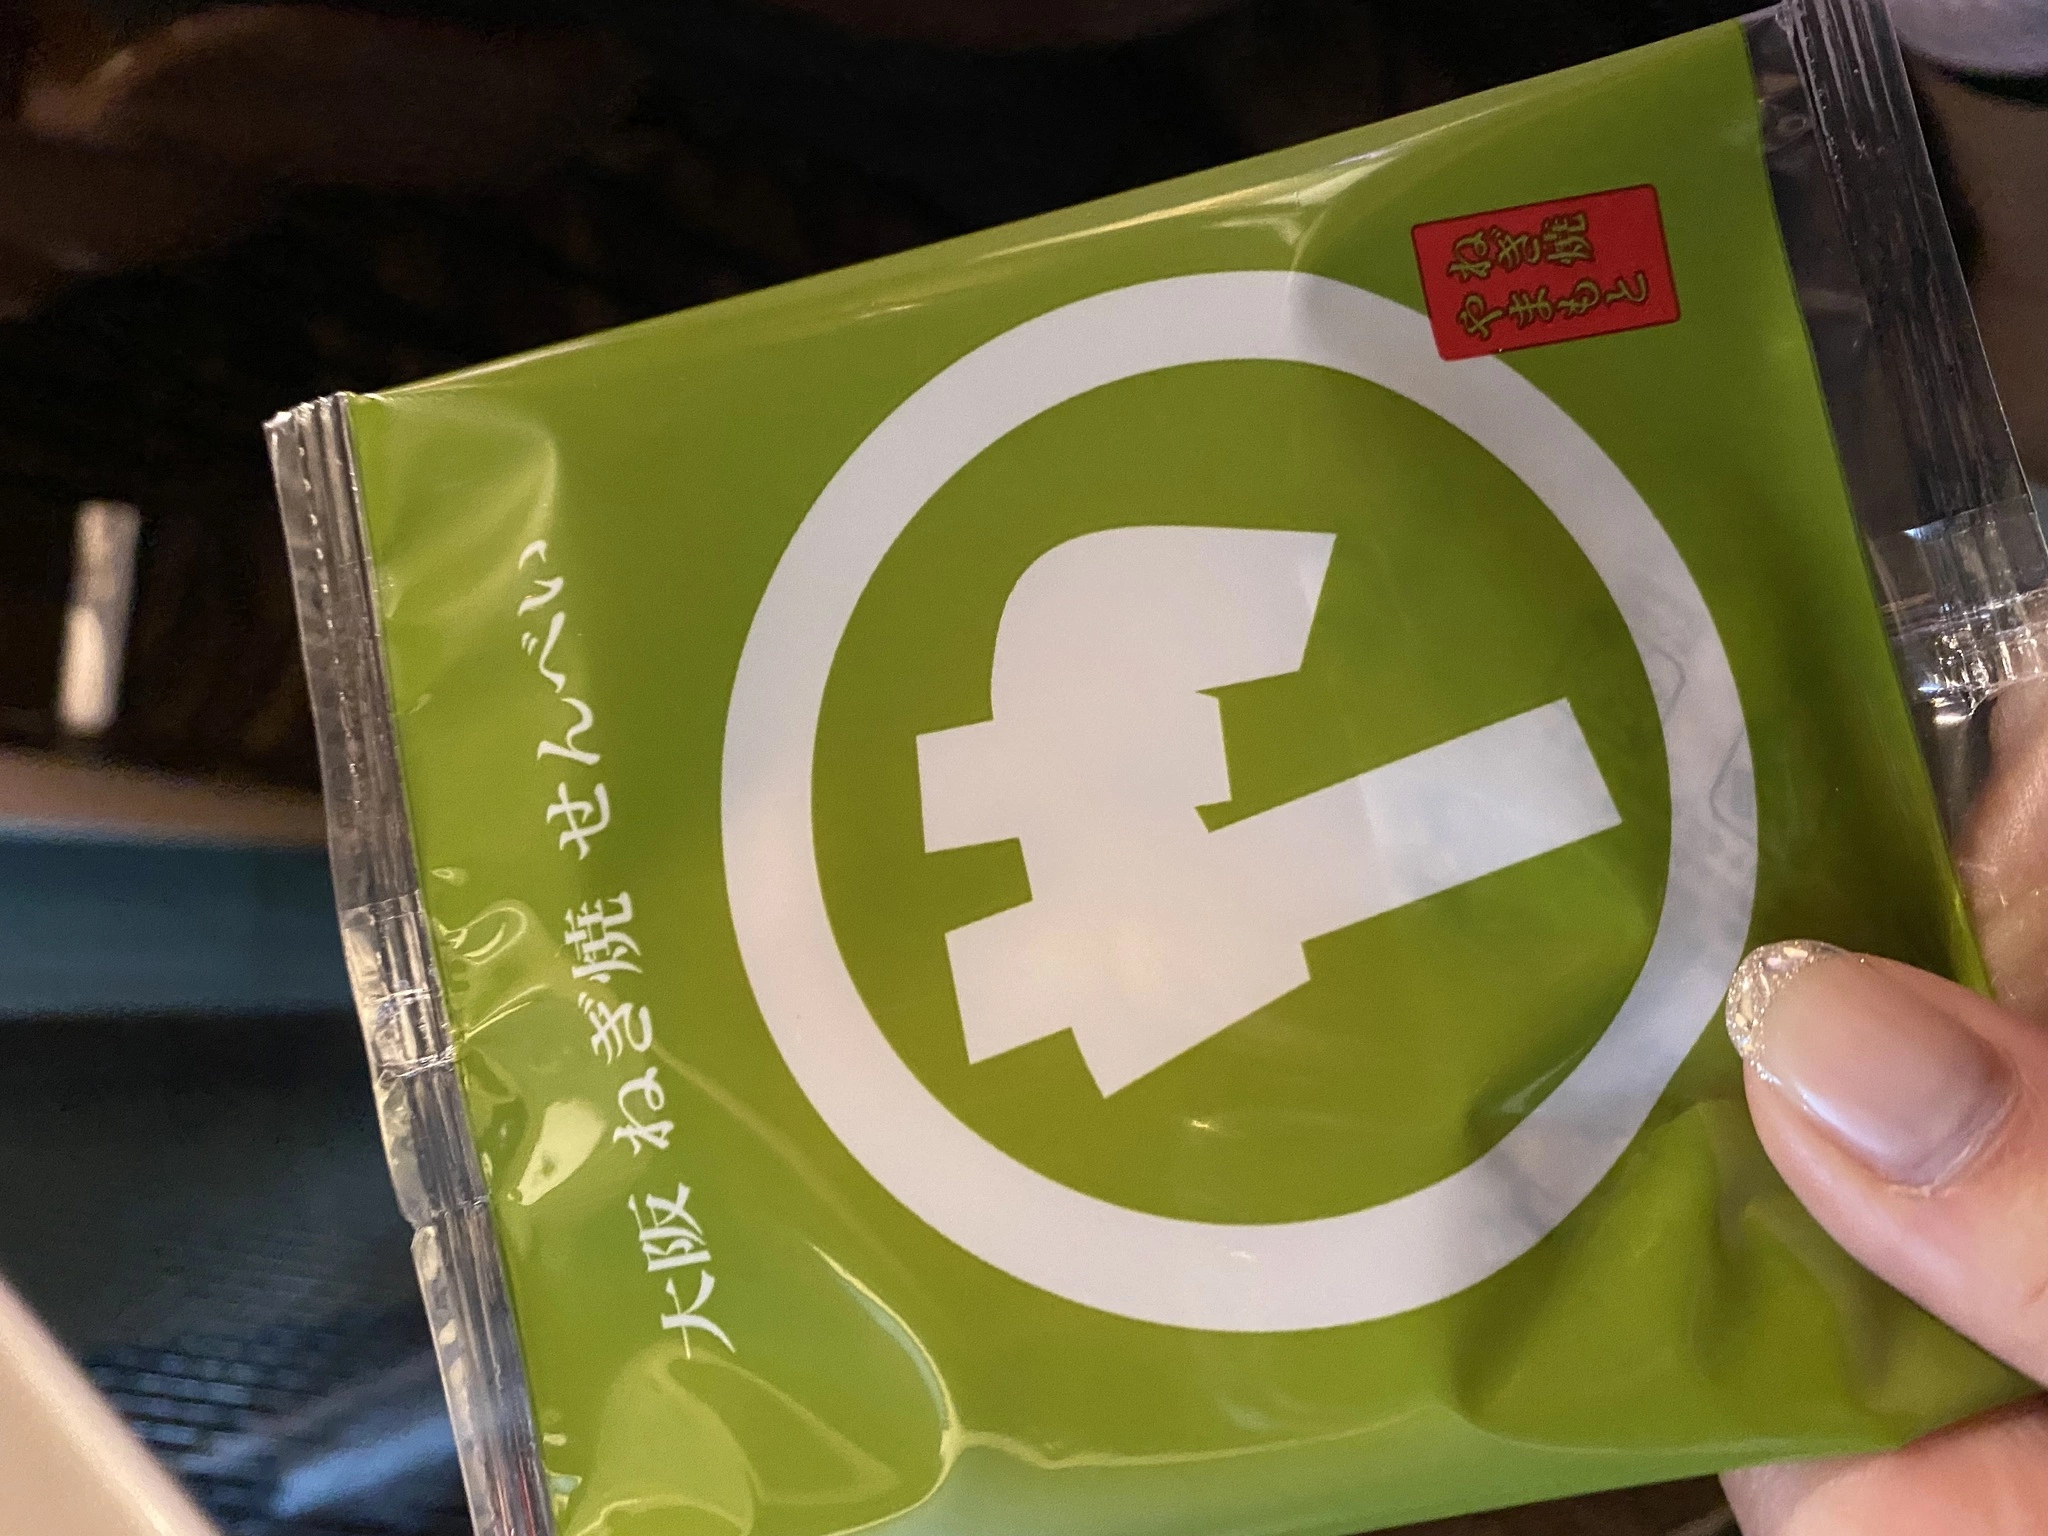 ねぎ焼
やまもと
大阪 ねぎ焼 せんべい